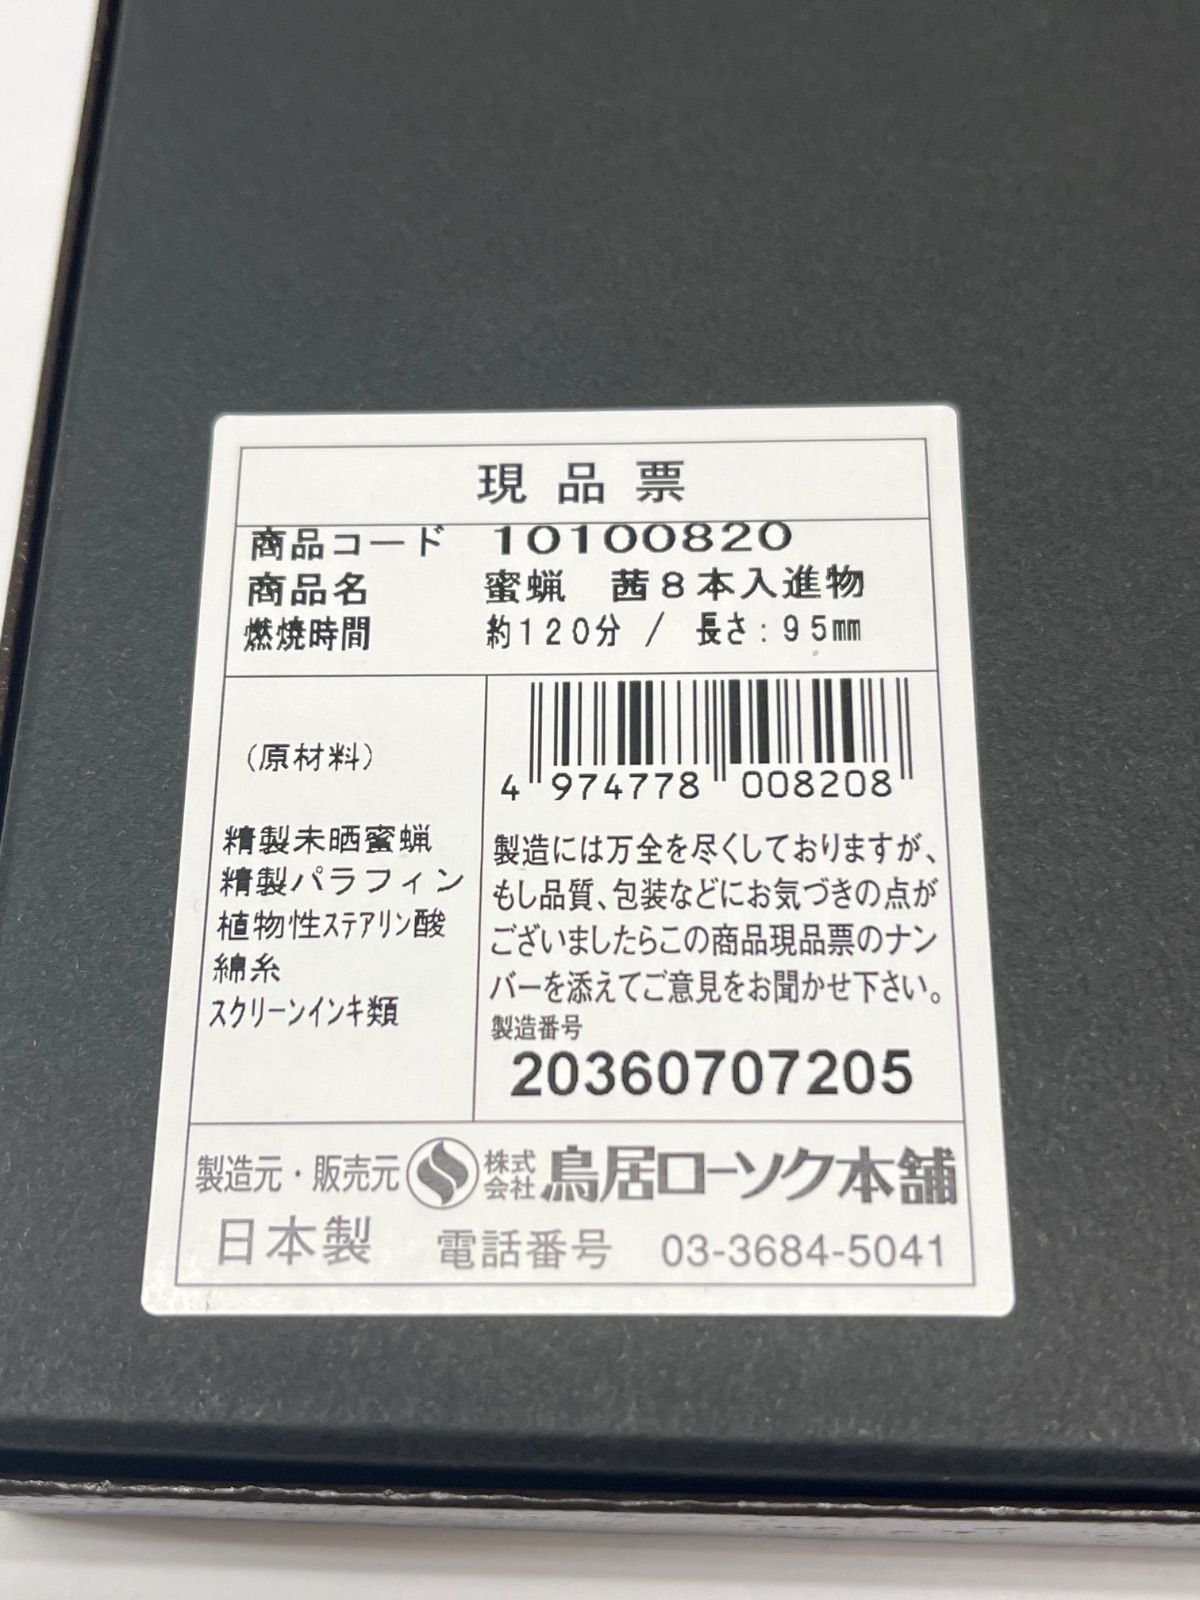 現品票
商品コード 10100820
商品名 蜜蝋 茜8本入進物
燃焼時間 約120分 / 長さ:95mm
(原材料)
精製未晒蜜蝋
精製パラフィン
植物性ステアリン酸
綿糸
スクリーンインキ類
4 974778 008208
製造には万全を尽くしておりますが、
もし品質、包装などにお気づきの点が
ございましたらこの商品現品票のナン
バーを添えてご意見をお聞かせ下さい。
製造番号
20360707205
製造元・販売元 株式会社 鳥居ローソク本舗
日本製 電話番号 03-3684-5041